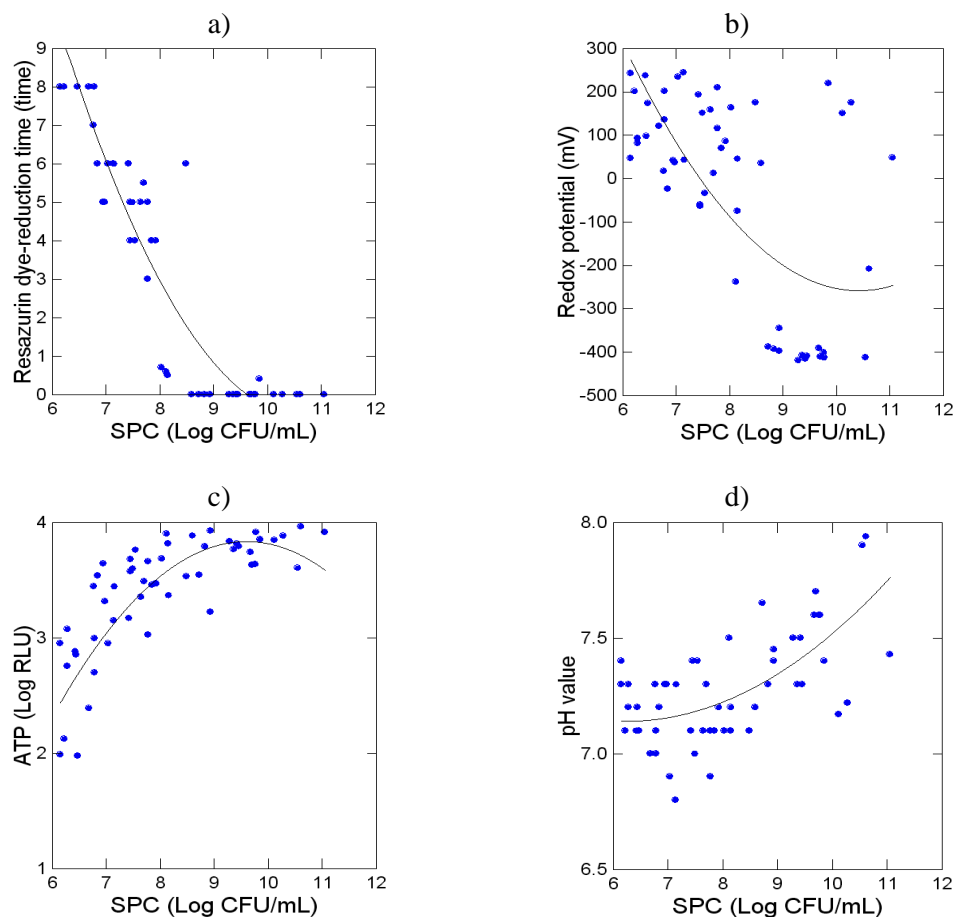 a)
Resazurin dye-reduction time (time)
9
8
7
6
5
4
3
2
1
0
6 7 8 9 10 11 12
SPC (Log CFU/mL)
b)
Redox potential (mV)
300
200
100
0
-100
-200
-300
-400
-500
6 7 8 9 10 11 12
SPC (Log CFU/mL)
c)
ATP (Log RLU)
4
3
2
1
6 7 8 9 10 11 12
SPC (Log CFU/mL)
d)
pH value
8.0
7.5
7.0
6.5
6 7 8 9 10 11 12
SPC (Log CFU/mL)